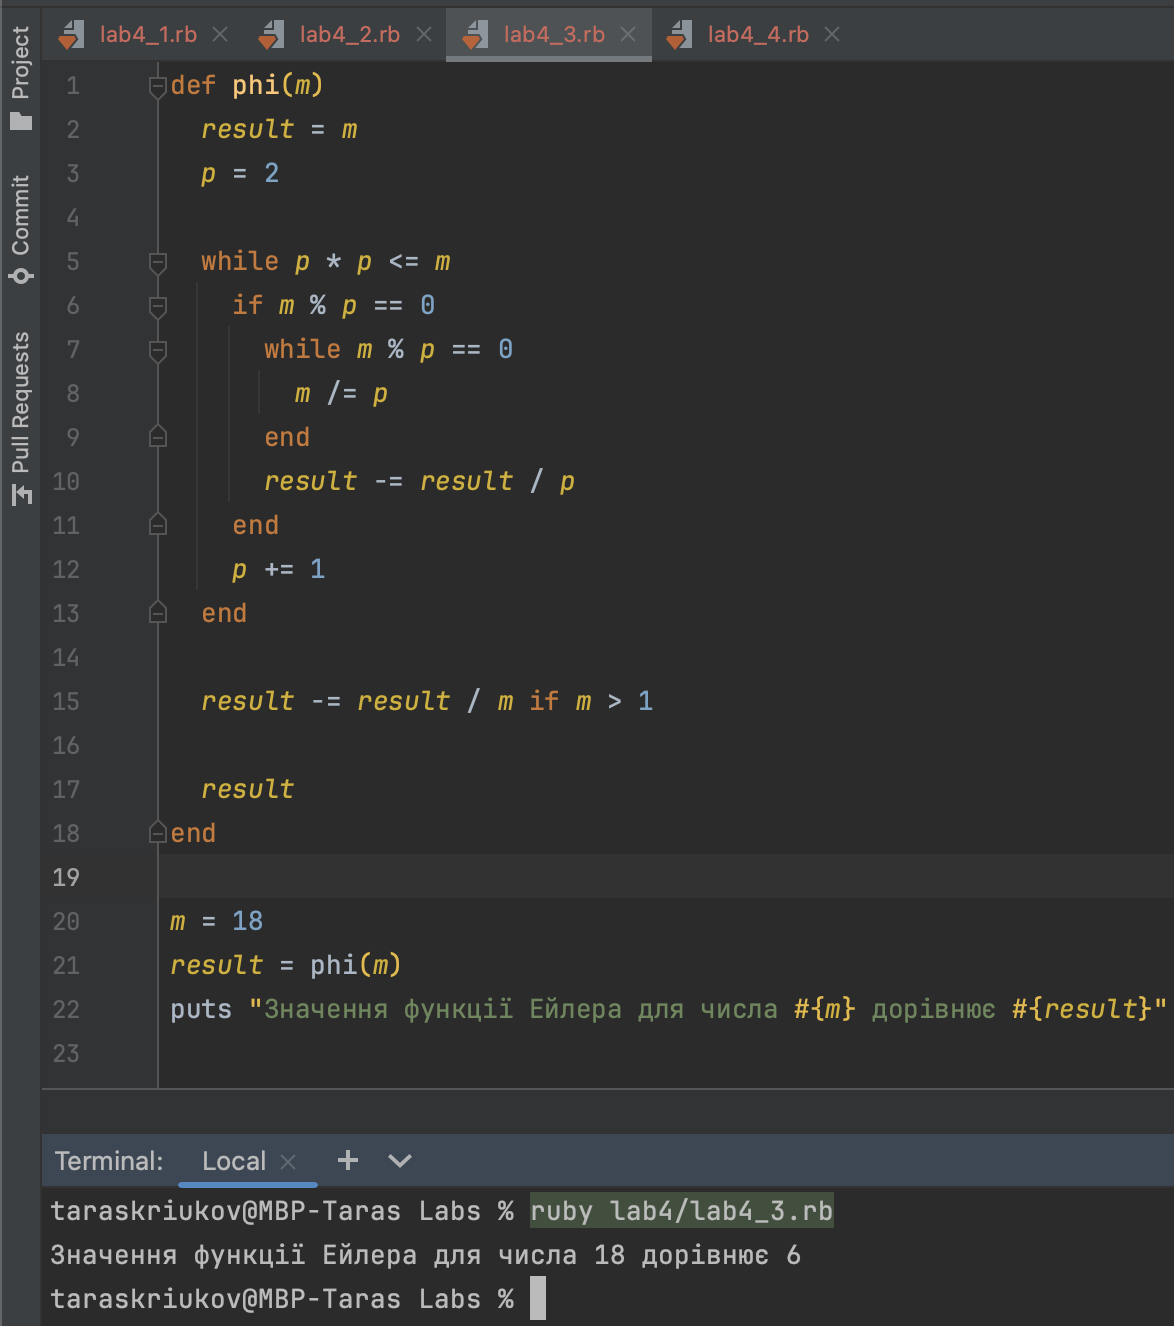 lab4_1.rb lab4_2.rb lab4_3.rb lab4_4.rb
Project
Commit
Pull Requests
1 def phi(m)
2   result = m
3   p = 2
4
5   while p * p <= m
6     if m % p == 0
7       while m % p == 0
8         m /= p
9       end
10       result -= result / p
11     end
12     p += 1
13   end
14
15   result -= result / m if m > 1
16
17   result
18 end
19
20 m = 18
21 result = phi(m)
22 puts "Значення функції Ейлера для числа #{m} дорівнює #{result}"
23
Terminal: Local
taraskriukov@MBP-Taras Labs % ruby lab4/lab4_3.rb
Значення функції Ейлера для числа 18 дорівнює 6
taraskriukov@MBP-Taras Labs %